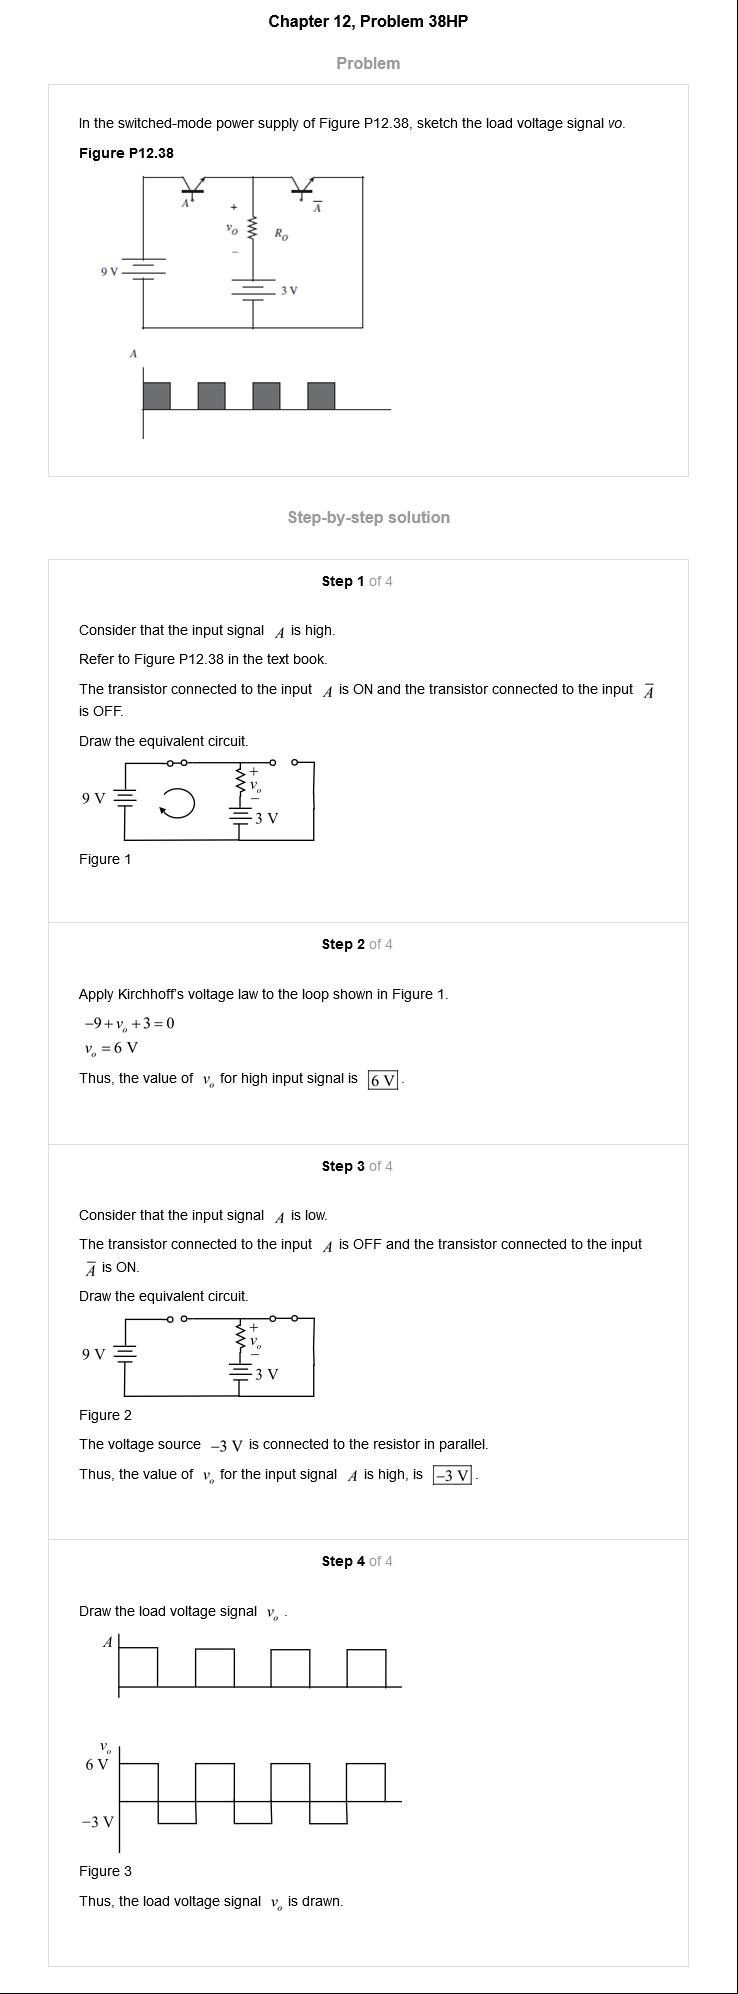 Chapter 12, Problem 38HP
Problem
In the switched-mode power supply of Figure P12.38, sketch the load voltage signal vo.
Figure P12.38
A
A̅
+
v_O
R_O
−
9 V
3 V
A
Step-by-step solution
Step 1 of 4
Consider that the input signal A is high.
Refer to Figure P12.38 in the text book.
The transistor connected to the input A is ON and the transistor connected to the input A̅
is OFF.
Draw the equivalent circuit.
+
v_o
−
9 V
3 V
Figure 1
Step 2 of 4
Apply Kirchhoff's voltage law to the loop shown in Figure 1.
−9+v_o+3=0
v_o=6 V
Thus, the value of v_o for high input signal is 6 V.
Step 3 of 4
Consider that the input signal A is low.
The transistor connected to the input A is OFF and the transistor connected to the input
A̅ is ON.
Draw the equivalent circuit.
+
v_o
−
9 V
3 V
Figure 2
The voltage source −3 V is connected to the resistor in parallel.
Thus, the value of v_o for the input signal A is high, is −3 V.
Step 4 of 4
Draw the load voltage signal v_o.
A
v_o
6 V
−3 V
Figure 3
Thus, the load voltage signal v_o is drawn.